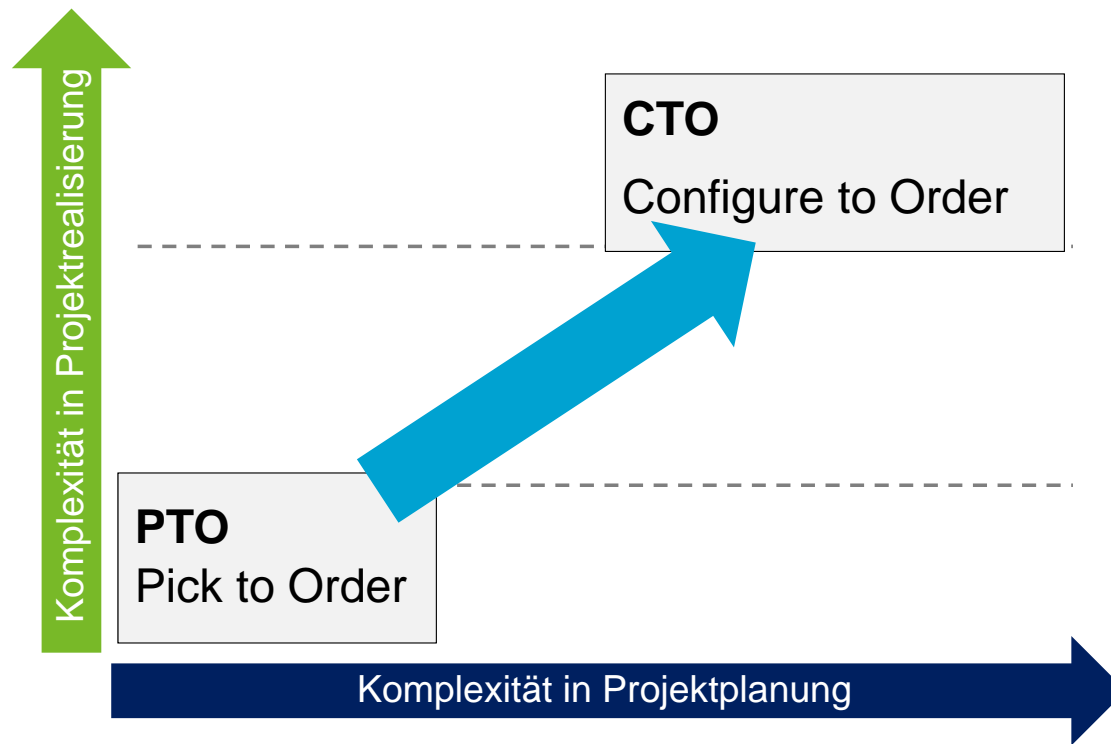 Komplexität in Projektrealisierung
CTO
Configure to Order
PTO
Pick to Order
Komplexität in Projektplanung